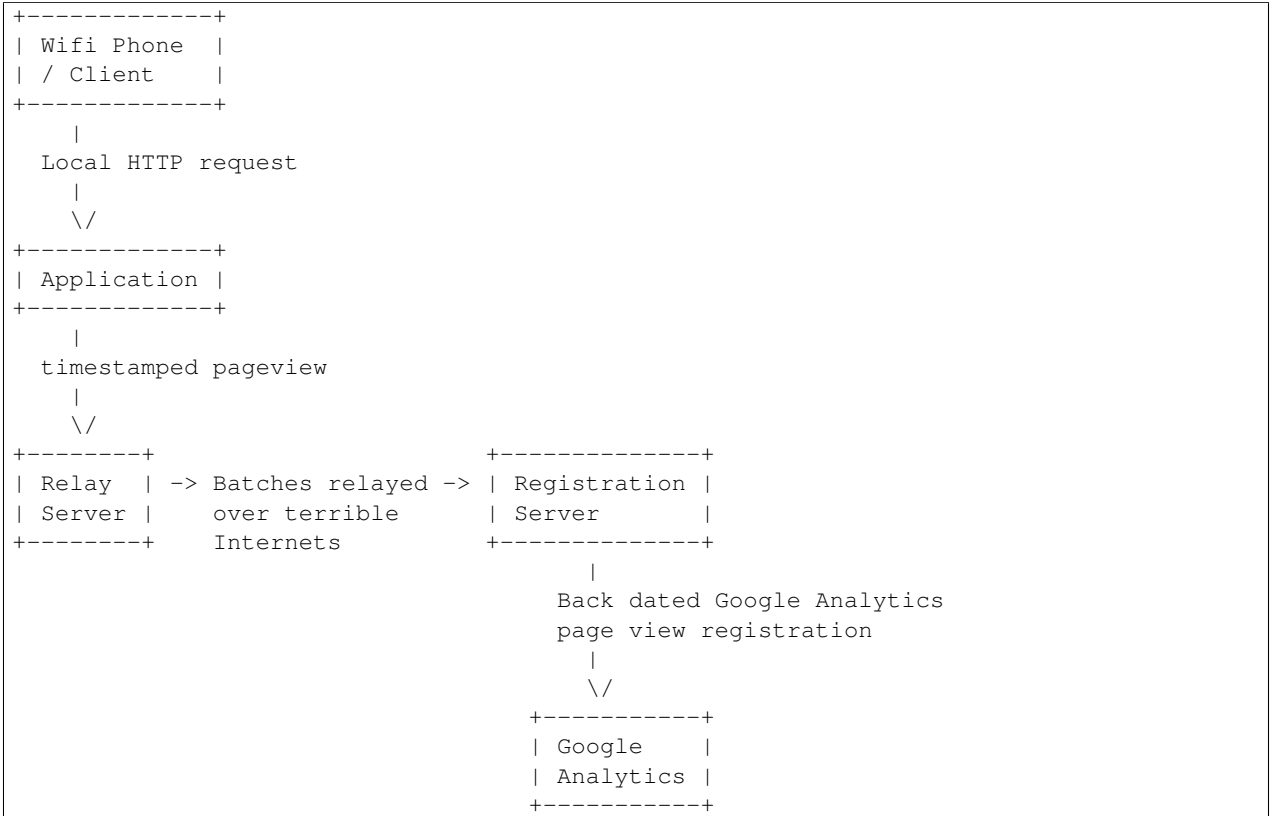 +-------------+
| Wifi Phone  |
| / Client    |
+-------------+
    |
  Local HTTP request
    |
    \/
+-------------+
| Application |
+-------------+
    |
  timestamped pageview
    |
    \/
+--------+                       +--------------+
| Relay  | -> Batches relayed -> | Registration |
| Server |    over terrible      | Server       |
+--------+    Internets          +--------------+
                                        |
                                      Back dated Google Analytics
                                      page view registration
                                        |
                                        \/
                                    +-----------+
                                    | Google    |
                                    | Analytics |
                                    +-----------+